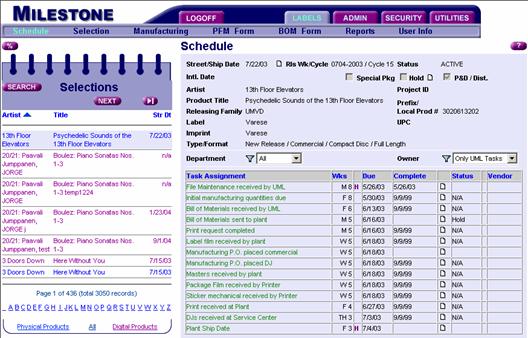 MILESTONE
LOGOFF LABELS ADMIN SECURITY UTILITIES
Schedule Selection Manufacturing PFM Form BOM Form Reports User Info
%
SEARCH
Selections
NEXT
Artist Title Str Dt
13th Floor Elevators Psychedelic Sounds of the 13th Floor Elevators 7/22/03
20/21: Paavali Jumppanen, JORGE Boulez: Piano Sonatas Nos. 1-3 n/a
20/21: Paavali Jumppanen, JORGE Boulez: Piano Sonatas Nos. 1-3 temp1224 n/a
20/21: Paavali Jumppanen, JORGE j Boulez: Piano Sonatas Nos. 1-3 1/23/04
20/21: Paavali Jumppanen, test Boulez: Piano Sonatas Nos. 1-3 9/1/04
3 Doors Down Here Without You 7/15/03
3 Doors Down Here Without You 7/15/03
Page 1 of 436 (total 3050 records)
A B C D E F G H I J K L M N O P Q R S T U V W X Y Z
Physical Products All Digital Products
Schedule
?
Street/Ship Date 7/22/03 Rls Wk/Cycle 0704-2003 / Cycle 15 Status ACTIVE
Intl. Date Special Pkg Hold P&D / Dist.
Artist 13th Floor Elevators Project ID
Product Title Psychedelic Sounds of the 13th Floor Elevators Prefix/
Releasing Family UMVD Local Prod # 3020613202
Label Varese UPC
Imprint Varese
Type/Format New Release / Commercial / Compact Disc / Full Length
Department All Owner Only UML Tasks
Task Assignment Wks Due Complete Status Vendor
File Maintenance received by UML M 8 H 5/26/03 5/26/03
Initial manufacturing quantities due F 8 5/30/03 9/9/99 N/A
Bill of Materials received by UML F 6 6/13/03 9/9/99 N/A
Bill of Materials sent to plant M 5 6/16/03 Hold
Print request completed M 5 6/16/03 9/9/99 N/A
Label film received by plant W 5 6/18/03 9/9/99 N/A
Manufacturing P.O. placed commercial W 5 6/18/03
Manufacturing P.O. placed DJ W 5 6/18/03 9/9/99 N/A
Masters received by plant W 5 6/18/03 9/9/99 N/A
Package Film received by Printer W 5 6/18/03 9/9/99 N/A
Sticker mechanical received by Printer W 5 6/18/03 9/9/99 N/A
Print received at Plant F 4 6/27/03 9/9/99 N/A
DJs received at Service Center TH 3 7/3/03 9/9/99 N/A
Plant Ship Date F 3 H 7/4/03